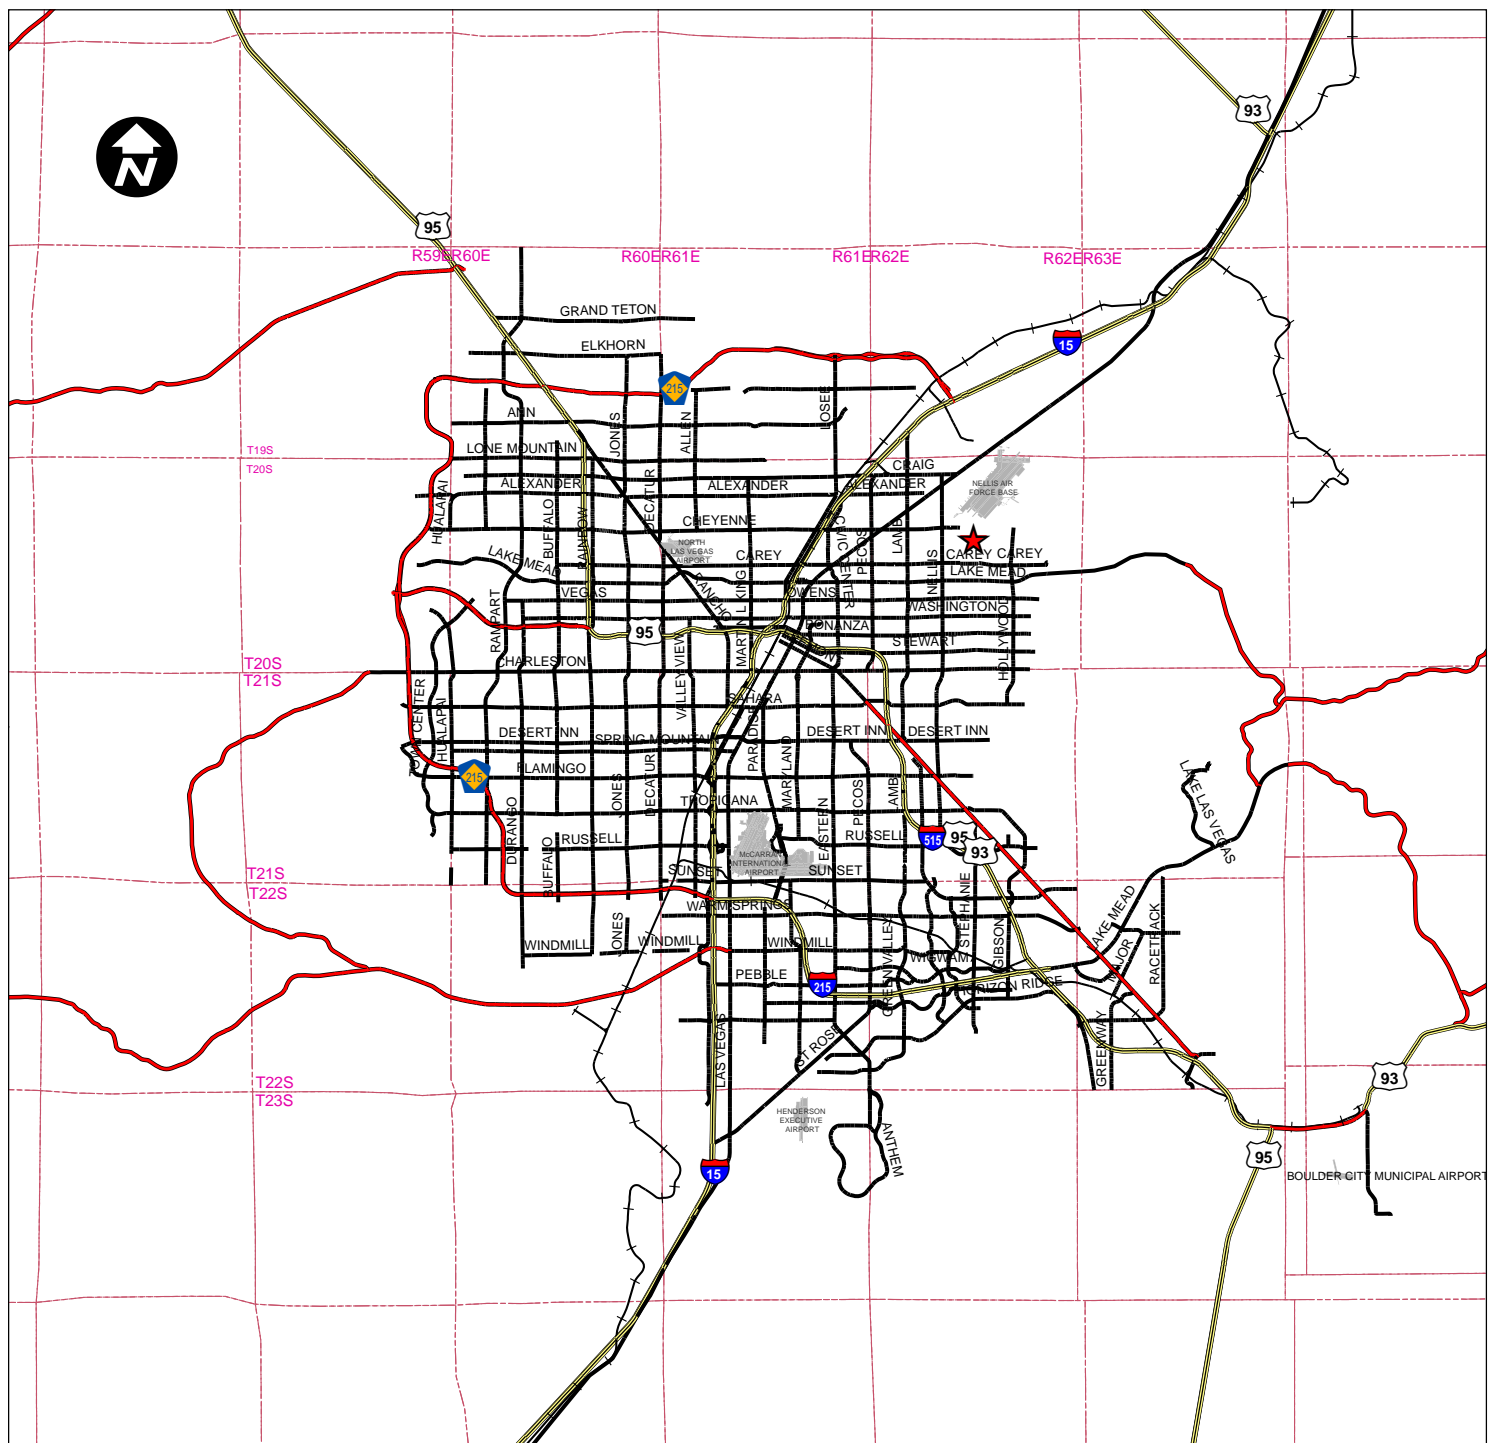 93
N
95
R59ER60E
R60ER61E
R61ER62E
R62ER63E
GRAND TETON
ELKHORN
15
215
ANN
JONES
ALLEN
LOSEE
LONE MOUNTAIN
T19S
T20S
CRAIG
HUALAPAI
ALEXANDER
ALEXANDER
ALEXANDER
NELLIS AIR
FORCE BASE
DECATUR
BUFFALO
RAINBOW
CHEYENNE
CIVIC CENTER
PECOS
LAMB
NORTH
LAS VEGAS
AIRPORT
CAREY
CAREY
CAREY
LAKE MEAD
LAKE MEAD
NELLIS
RANCHO
MARTIN L KING
VEGAS
OWENS
WASHINGTON
RAMPART
95
BONANZA
STEWART
HOLLYWOOD
VALLEY VIEW
CHARLESTON
T20S
T21S
TOWN CENTER
HUALAPAI
SAHARA
PARADISE
DESERT INN
SPRING MOUNTAIN
DESERT INN
DESERT INN
MARYLAND
215
FLAMINGO
JONES
DECATUR
TROPICANA
PECOS
LAMB
LAKE LAS VEGAS
DURANGO
BUFFALO
RUSSELL
EASTERN
RUSSELL
515
95
93
McCARRAN
INTERNATIONAL
AIRPORT
SUNSET
SUNSET
T21S
T22S
WARM SPRINGS
STEPHANIE
LAKE MEAD
RACETRACK
JONES
WINDMILL
WINDMILL
WINDMILL
GREEN VALLEY
GIBSON
WIGWAM
MAJOR
PEBBLE
215
HORIZON RIDGE
ST ROSE
LAS VEGAS
GREENWAY
T22S
T23S
93
HENDERSON
EXECUTIVE
AIRPORT
ANTHEM
95
15
BOULDER CITY MUNICIPAL AIRPORT